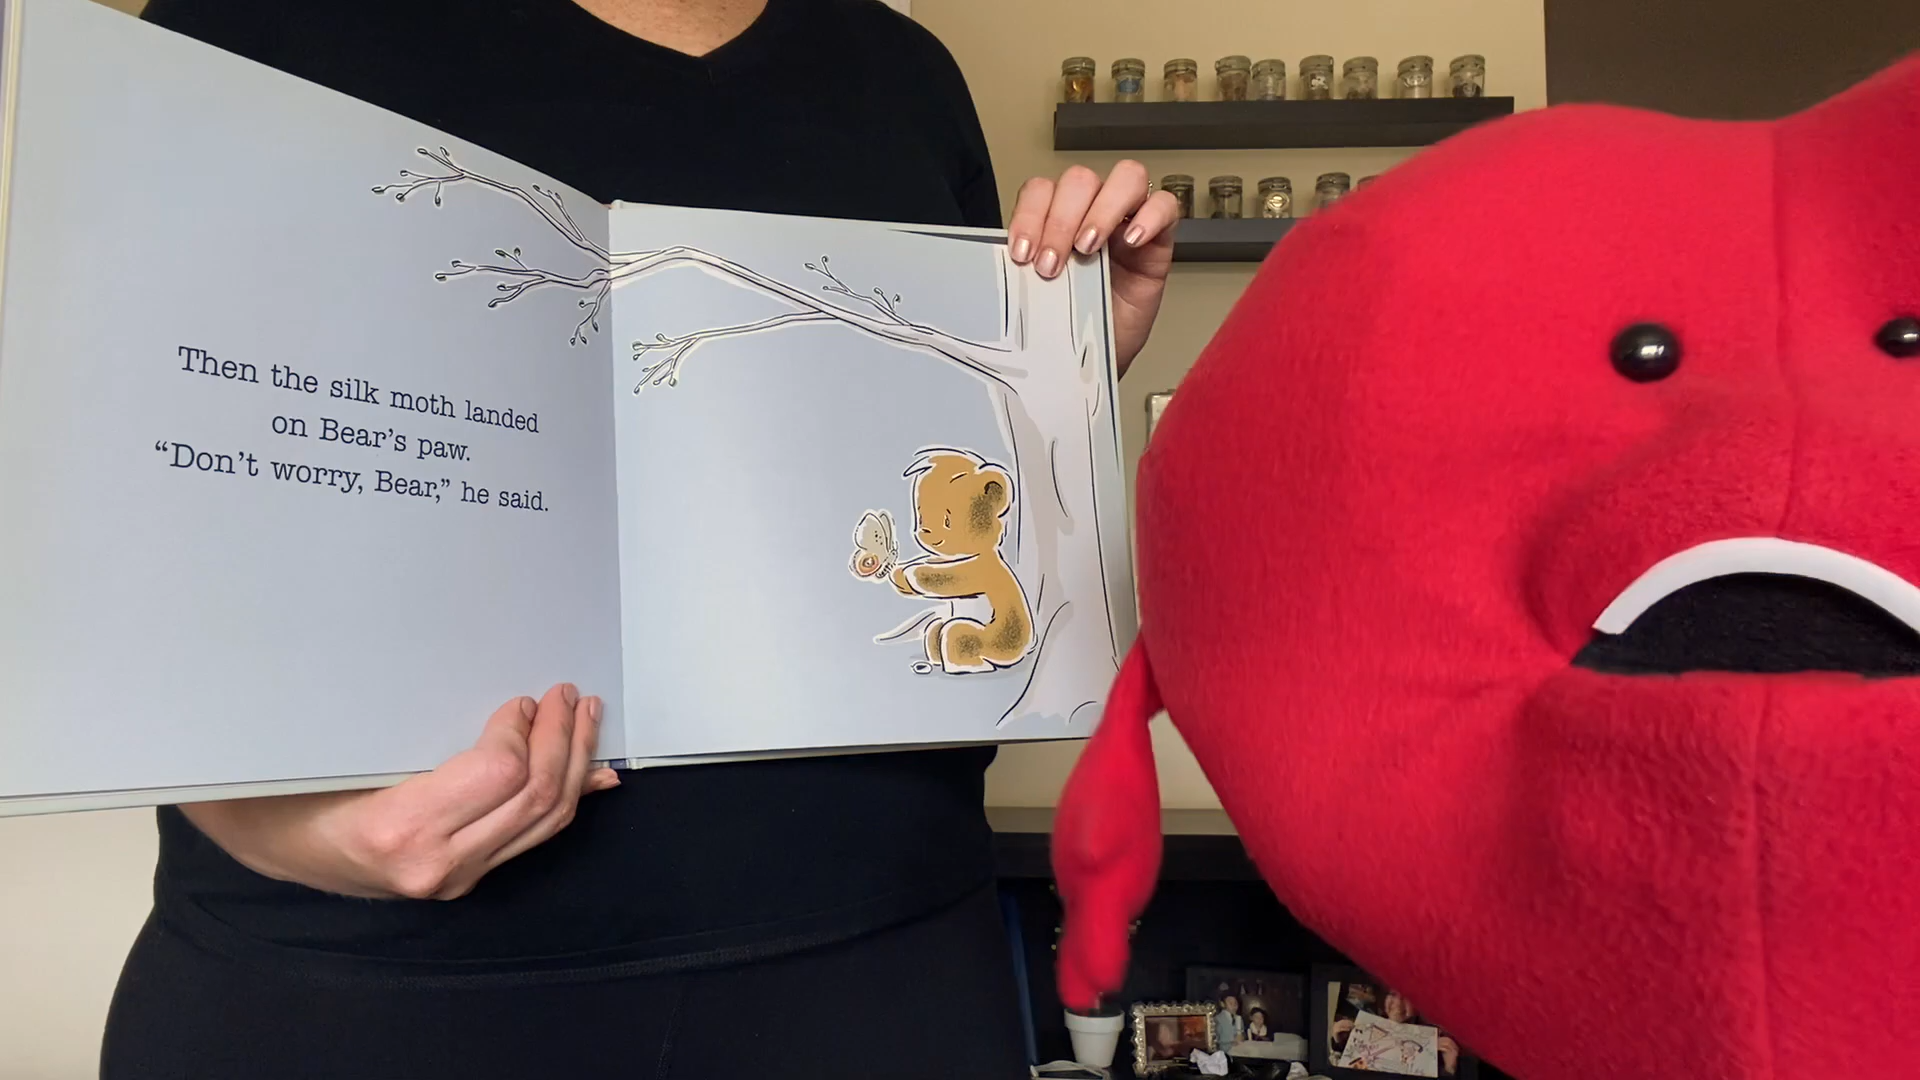 Then the silk moth landed
on Bear's paw.
“Don't worry, Bear,” he said.